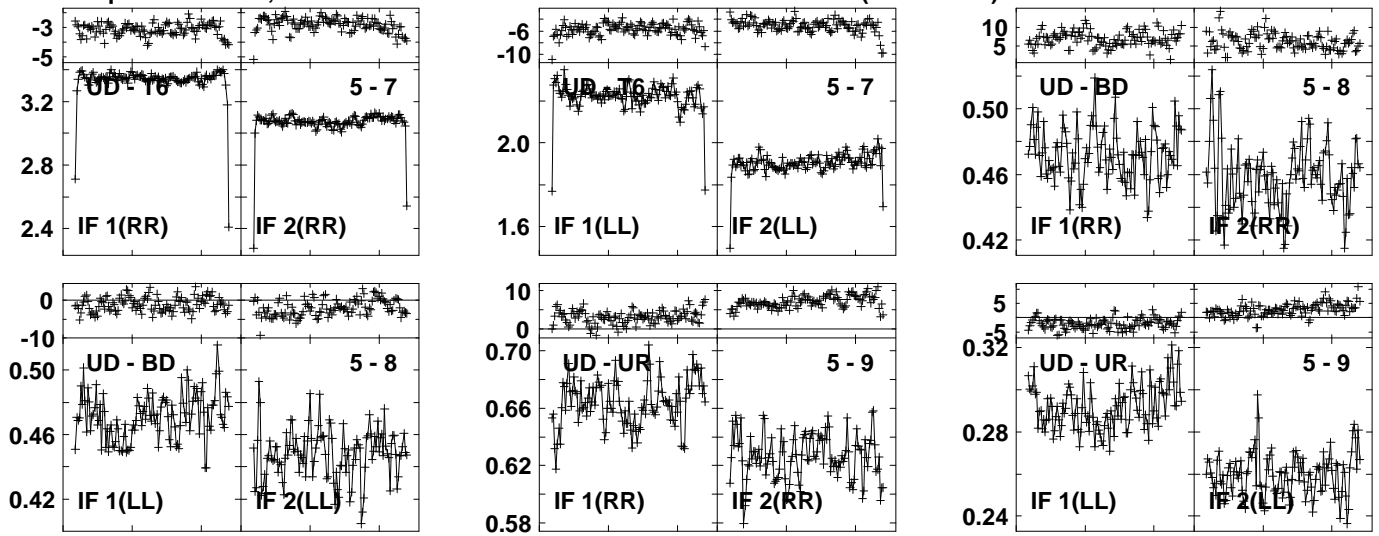 -3
-5
UD - T6 5 - 7
3.2
2.8
2.4
IF 1(RR) IF 2(RR)
-6
-10
UD - T6 5 - 7
2.0
1.6
IF 1(LL) IF 2(LL)
10
5
UD - BD 5 - 8
0.50
0.46
0.42
IF 1(RR) IF 2(RR)
0
-10
UD - BD 5 - 8
0.50
0.46
0.42
IF 1(LL) IF 2(LL)
10
0
UD - UR 5 - 9
0.70
0.66
0.62
0.58
IF 1(RR) IF 2(RR)
5
-5
UD - UR 5 - 9
0.32
0.28
0.24
IF 1(LL) IF 2(LL)